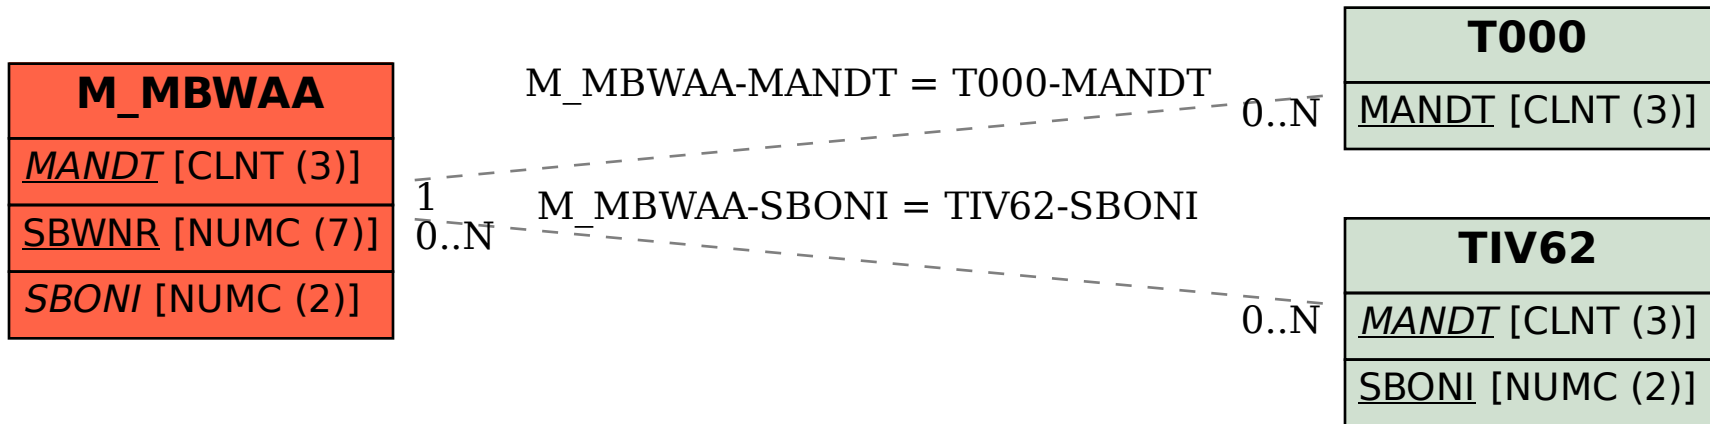 M_MBWAA
MANDT [CLNT (3)]
SBWNR [NUMC (7)]
SBONI [NUMC (2)]
M_MBWAA-MANDT = T000-MANDT
1
0..N
M_MBWAA-SBONI = TIV62-SBONI
0..N
0..N
T000
MANDT [CLNT (3)]
TIV62
MANDT [CLNT (3)]
SBONI [NUMC (2)]